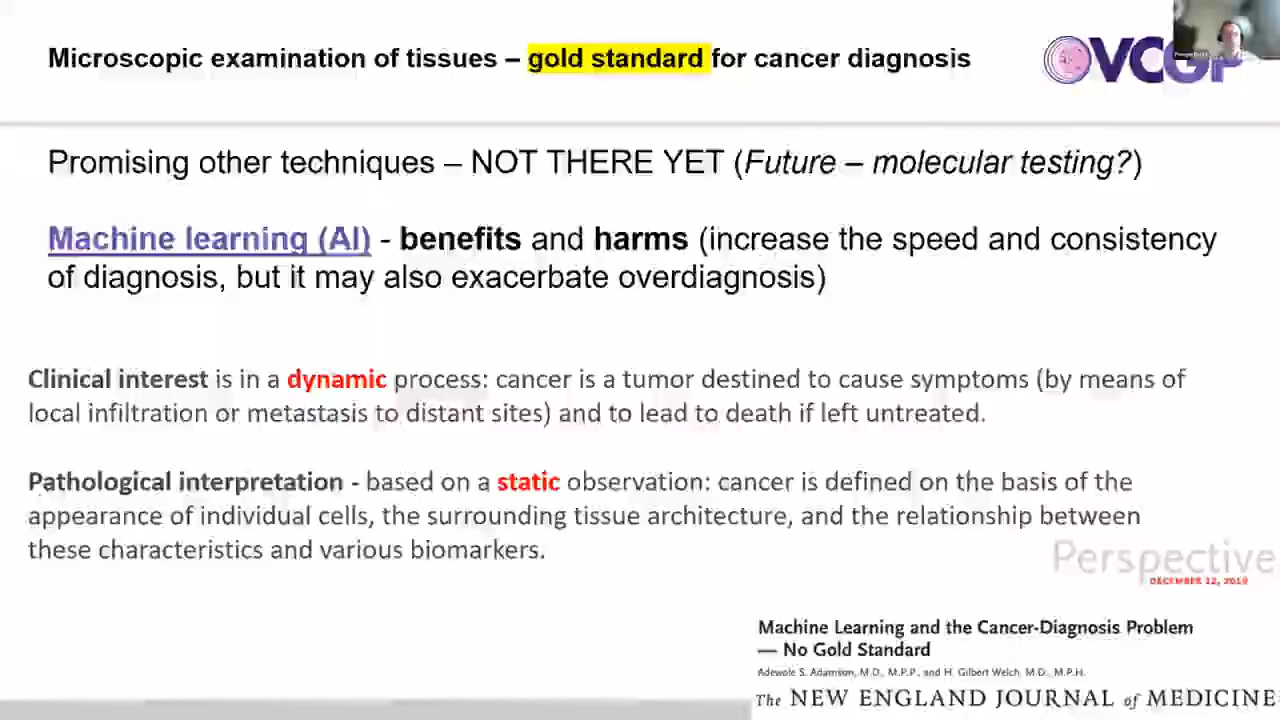 Microscopic examination of tissues – gold standard for cancer diagnosis
VCGP
Promising other techniques – NOT THERE YET (Future – molecular testing?)
Machine learning (AI) - benefits and harms (increase the speed and consistency
of diagnosis, but it may also exacerbate overdiagnosis)
Clinical interest is in a dynamic process: cancer is a tumor destined to cause symptoms (by means of
local infiltration or metastasis to distant sites) and to lead to death if left untreated.
Pathological interpretation - based on a static observation: cancer is defined on the basis of the
appearance of individual cells, the surrounding tissue architecture, and the relationship between
these characteristics and various biomarkers.
Perspective
DECEMBER 12, 2019
Machine Learning and the Cancer-Diagnosis Problem
— No Gold Standard
Adewole S. Adamson, M.D., M.P.P., and H. Gilbert Welch, M.D., M.P.H.
The NEW ENGLAND JOURNAL of MEDICINE